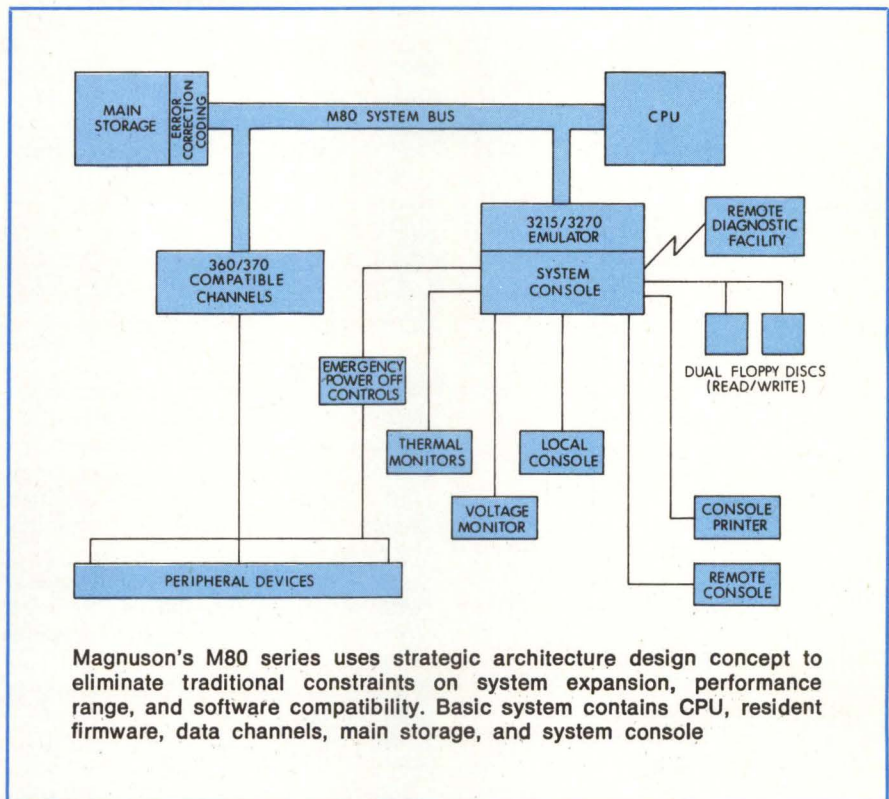 MAIN
STORAGE
ERROR
CORRECTION
CODING
M80 SYSTEM BUS
CPU
3215/3270
EMULATOR
REMOTE
DIAGNOSTIC
FACILITY
360/370
COMPATIBLE
CHANNELS
SYSTEM
CONSOLE
DUAL FLOPPY DISCS
(READ/WRITE)
EMERGENCY
POWER OFF
CONTROLS
THERMAL
MONITORS
LOCAL
CONSOLE
VOLTAGE
MONITOR
CONSOLE
PRINTER
PERIPHERAL DEVICES
REMOTE
CONSOLE
Magnuson's M80 series uses strategic architecture design concept to
eliminate traditional constraints on system expansion, performance
range, and software compatibility. Basic system contains CPU, resident
firmware, data channels, main storage, and system console